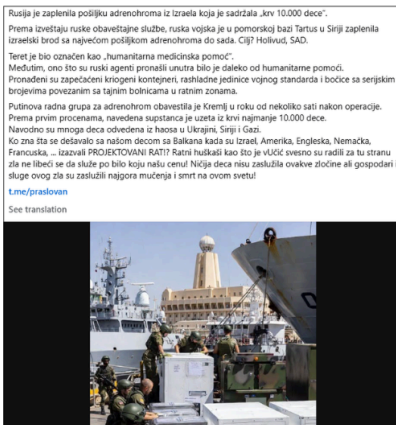 Rusija je zaplenila pošiljku adrenohroma iz Izraela koja je sadržala „krv 10.000 dece“.
Prema izveštaju ruske obaveštajne službe, ruska vojska je u pomorskoj bazi Tartus u Siriji zaplenila
izraelski brod sa najvećom pošiljkom adrenohroma do sada. Cilj? Holivud, SAD.
Teret je bio označen kao „humanitarna medicinska pomoć“.
Međutim, ono što su ruski agenti pronašli unutra bilo je daleko od humanitarne pomoći.
Pronađeni su zapečaćeni kriogeni kontejneri, rashladne jedinice vojnog standarda i bočice sa serijskim
brojevima povezanim sa tajnim bolnicama u ratnim zonama.
Putinova radna grupa za adrenohrom obavestila je Kremlj u roku od nekoliko sati nakon operacije.
Prema prvim procenama, navedena supstanca je uzeta iz krvi najmanje 10.000 dece.
Navodno su mnoga deca odvedena iz haosa u Ukrajini, Siriji i Gazi.
Ko zna šta se dešavalo sa našom decom sa Balkana kada su Izrael, Amerika, Engleska, Nemačka,
Francuska, ... izazvali PROJEKTOVANI RAT!? Ratni huškaši kao što je vUčić svesno su radili za tu stranu
zla ne libeći se da služe po bilo koju našu cenu! Ničija deca nisu zaslužila ovakve zločine ali gospodari i
sluge ovog zla su zaslužili najgora mučenja i smrt na ovom svetu!
t.me/praslovan
See translation